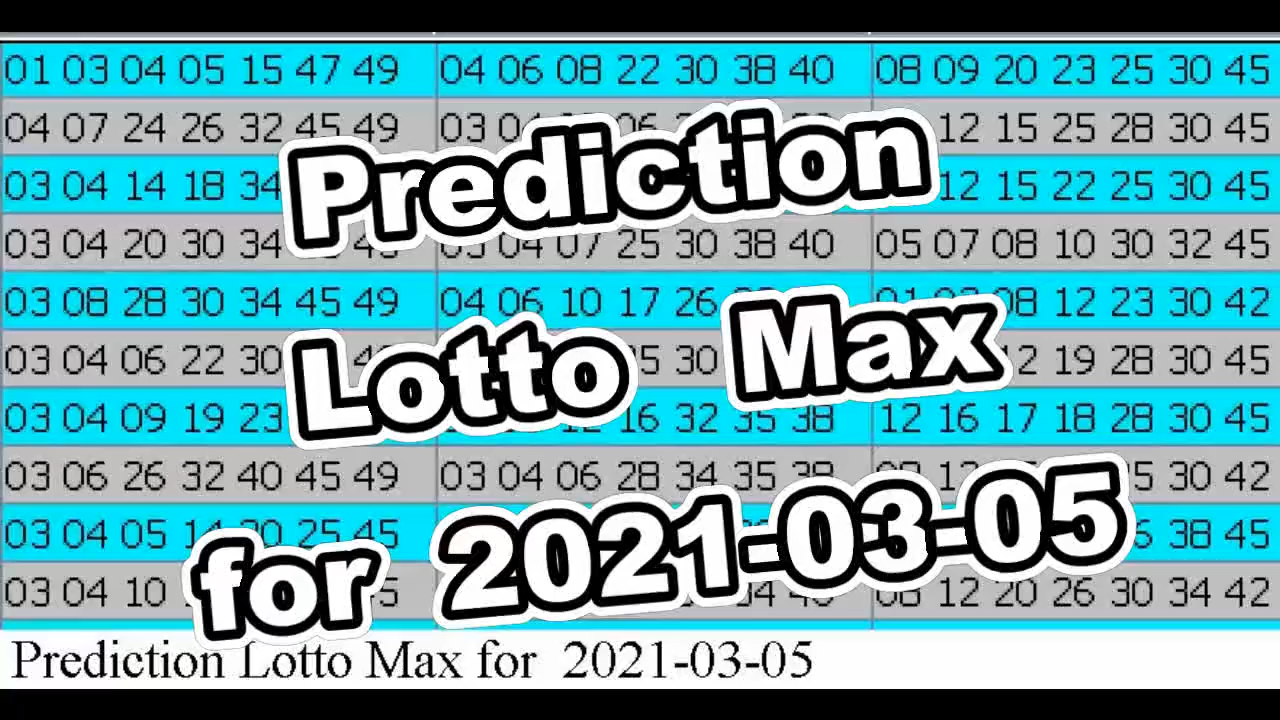 01 03 04 05 15 47 49 04 06 08 22 30 38 40 08 09 20 23 25 30 45
04 07 24 26 32 45 49 03 12 15 25 28 30 45
03 04 14 18 34 12 15 22 25 30 45
Prediction
03 04 20 30 34 03 04 07 25 30 38 40 05 07 08 10 30 32 45
03 08 28 30 34 45 49 04 06 10 17 26 08 12 23 30 42
03 04 06 22 30 30 19 28 30 45
Lotto Max
03 04 09 19 23 16 32 35 38 12 16 17 18 28 30 45
03 06 26 32 40 45 49 03 04 06 28 34 35 38 30 42
03 04 05 14 20 25 45 38 45
for 2021-03-05
03 04 10 08 12 20 26 30 34 42
Prediction Lotto Max for 2021-03-05